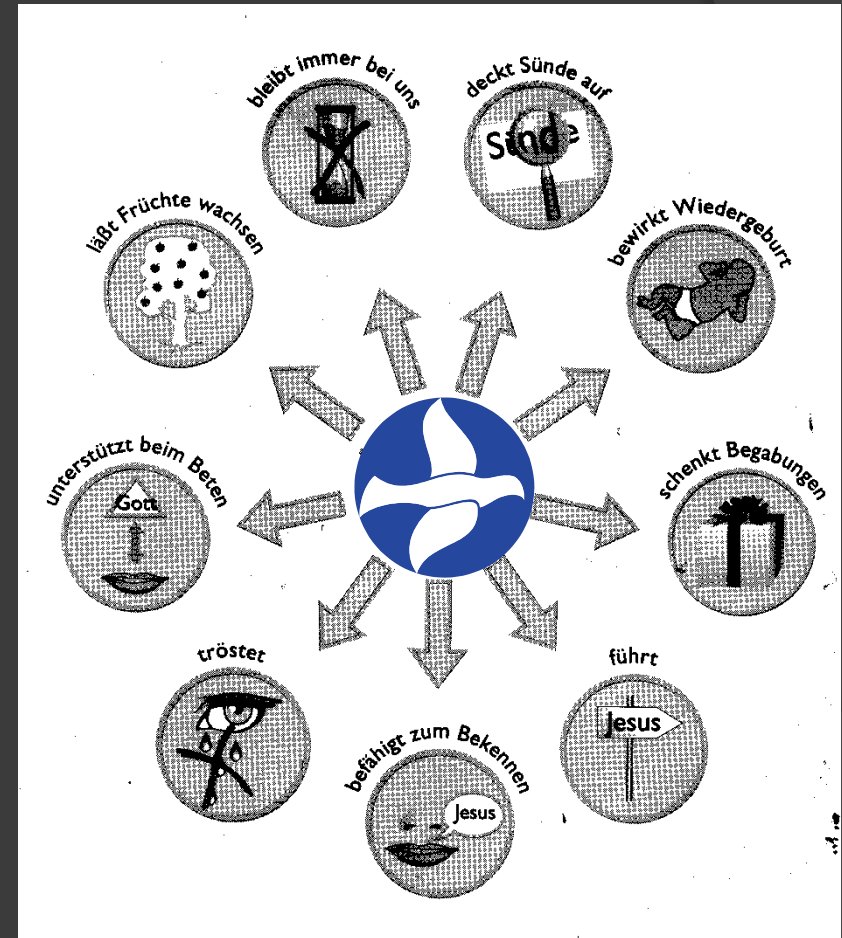 bleibt immer bei uns
deckt Sünde auf
Sünde
bewirkt Wiedergeburt
schenkt Begabungen
führt
Jesus
befähigt zum Bekennen
Jesus
tröstet
unterstützt beim Beten
Gott
läßt Früchte wachsen